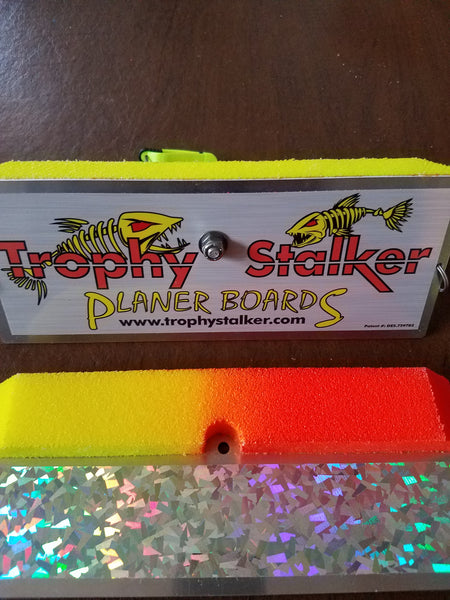 Trophy Stalker
PLANER BOARDS
www.trophystalker.com